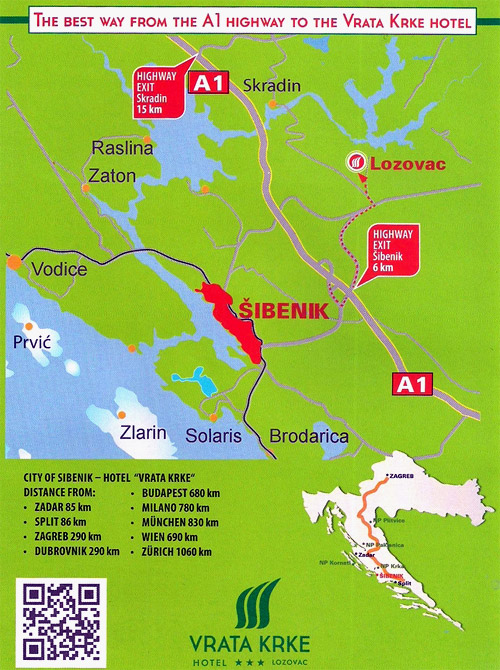 The best way from the A1 highway to the Vrata Krke hotel
HIGHWAY
EXIT
Skradin
15 km
A1
Skradin
Raslina
Zaton
Lozovac
HIGHWAY
EXIT
Šibenik
6 km
Vodice
ŠIBENIK
Prvić
A1
Zlarin
Solaris
Brodarica
CITY OF SIBENIK – HOTEL “VRATA KRKE”
DISTANCE FROM:
• ZADAR 85 km
• SPLIT 86 km
• ZAGREB 290 km
• DUBROVNIK 290 km
• BUDAPEST 680 km
• MILANO 780 km
• MÜNCHEN 830 km
• WIEN 690 km
• ZÜRICH 1060 km
ZAGREB
NP Plitvice
NP Paklenica
Zadar
NP Kornati
NP Krka
ŠIBENIK
Split
VRATA KRKE
HOTEL ★★★ LOZOVAC